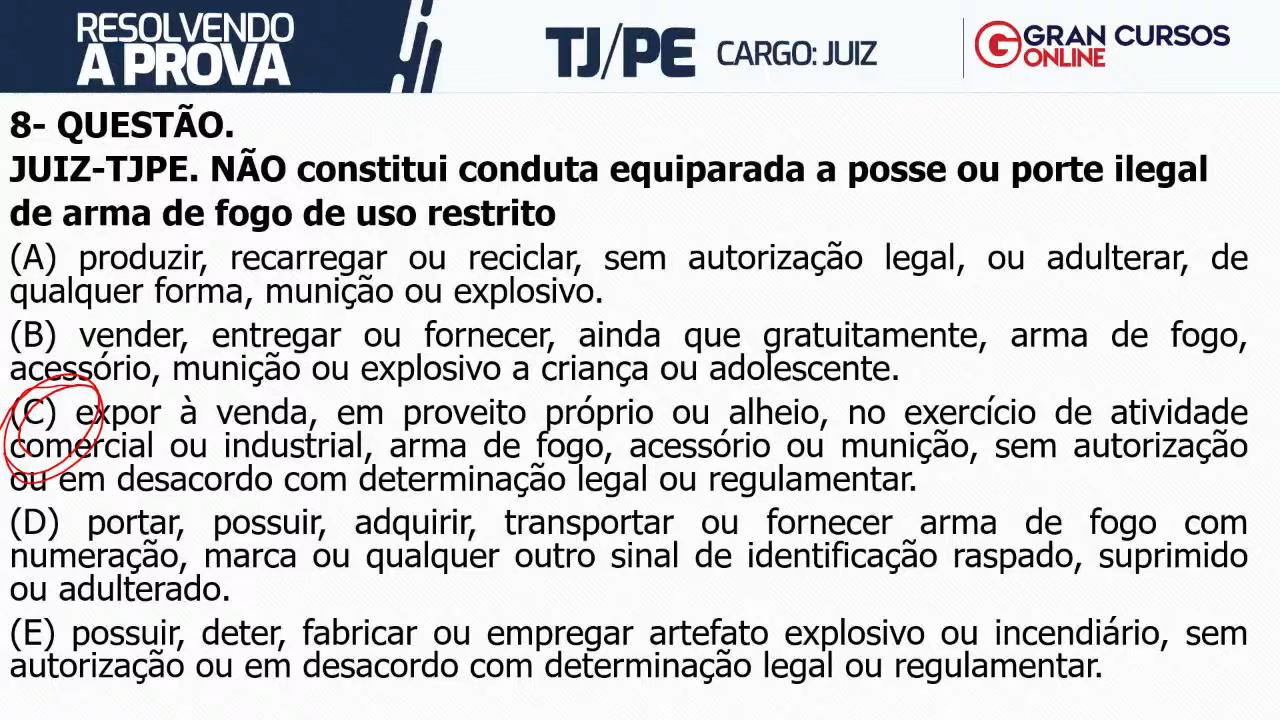 RESOLVENDO
A PROVA
TJ/PE CARGO: JUIZ
G GRAN CURSOS
ONLINE
8- QUESTÃO.
JUIZ-TJPE. NÃO constitui conduta equiparada a posse ou porte ilegal
de arma de fogo de uso restrito
(A) produzir, recarregar ou reciclar, sem autorização legal, ou adulterar, de
qualquer forma, munição ou explosivo.
(B) vender, entregar ou fornecer, ainda que gratuitamente, arma de fogo,
acessório, munição ou explosivo a criança ou adolescente.
(C) expor à venda, em proveito próprio ou alheio, no exercício de atividade
comercial ou industrial, arma de fogo, acessório ou munição, sem autorização
ou em desacordo com determinação legal ou regulamentar.
(D) portar, possuir, adquirir, transportar ou fornecer arma de fogo com
numeração, marca ou qualquer outro sinal de identificação raspado, suprimido
ou adulterado.
(E) possuir, deter, fabricar ou empregar artefato explosivo ou incendiário, sem
autorização ou em desacordo com determinação legal ou regulamentar.